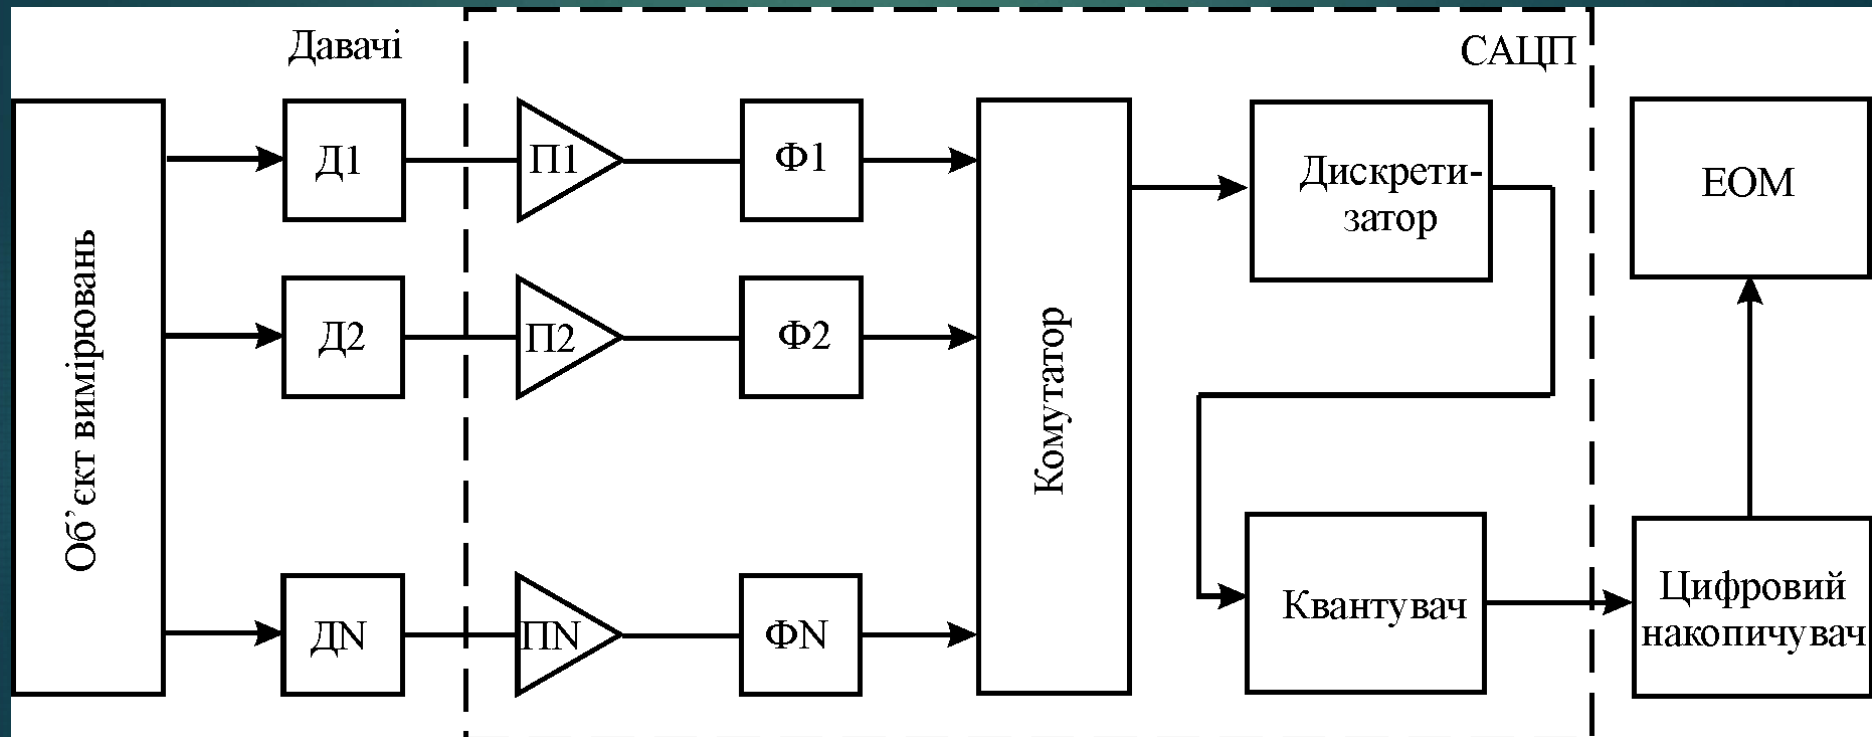 Давачі
САЦП
Об’єкт вимірювань
Д1
П1
Ф1
Д2
П2
Ф2
ДN
ПN
ФN
Комутатор
Дискрети-
затор
Квантувач
ЕОМ
Цифровий
накопичувач